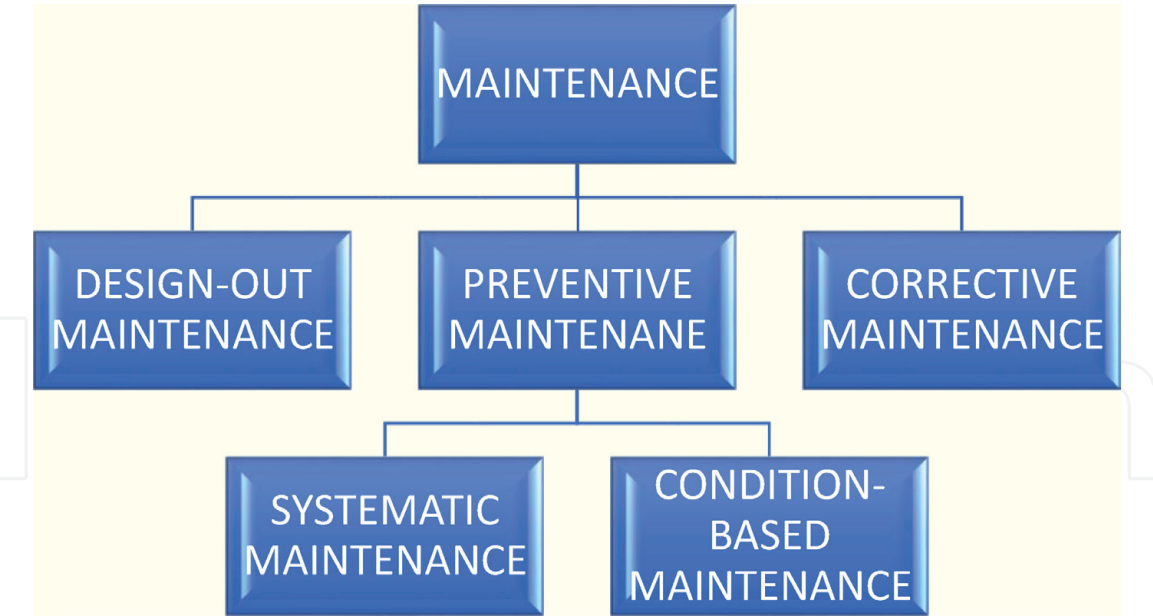 MAINTENANCE
DESIGN-OUT
MAINTENANCE
PREVENTIVE
MAINTENANE
CORRECTIVE
MAINTENANCE
SYSTEMATIC
MAINTENANCE
CONDITION-
BASED
MAINTENANCE